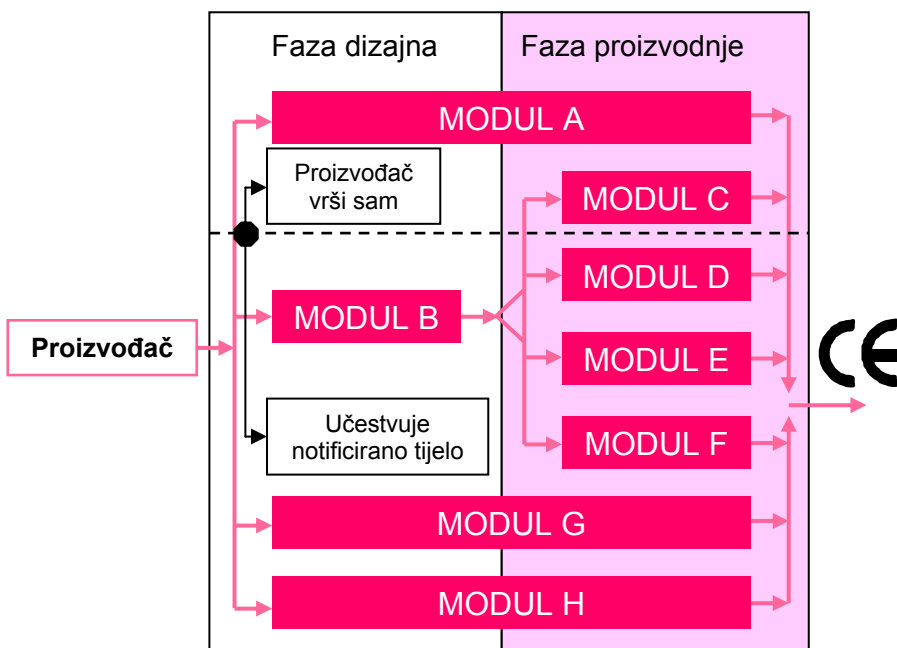 Faza dizajna
Faza proizvodnje
MODUL A
Proizvođač
vrši sam
MODUL C
MODUL D
MODUL B
Proizvođač
MODUL E
CE
Učestvuje
notificirano tijelo
MODUL F
MODUL G
MODUL H